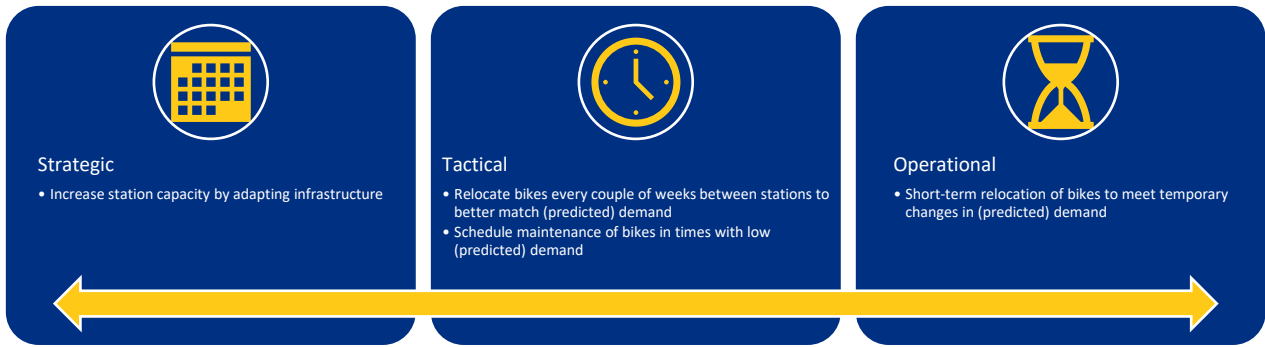 Strategic
• Increase station capacity by adapting infrastructure
Tactical
• Relocate bikes every couple of weeks between stations to
better match (predicted) demand
• Schedule maintenance of bikes in times with low
(predicted) demand
Operational
• Short-term relocation of bikes to meet temporary
changes in (predicted) demand